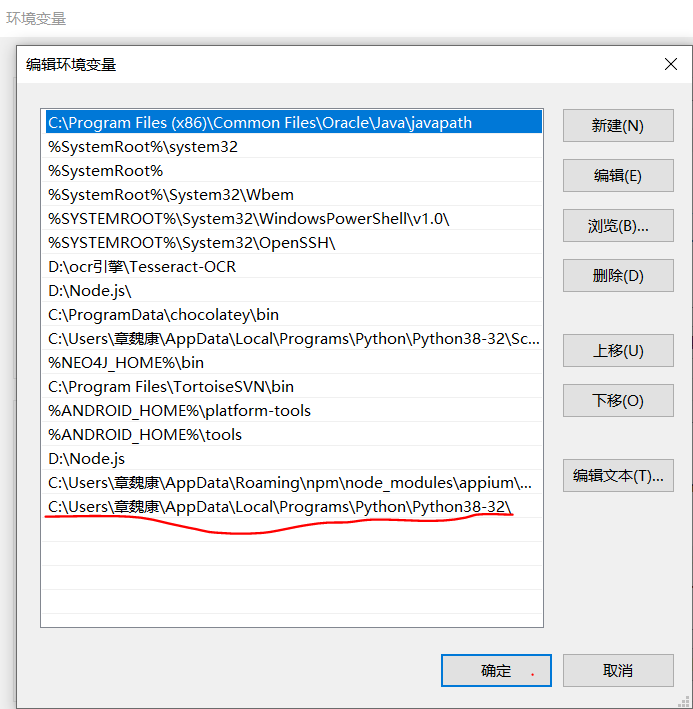 环境变量
编辑环境变量
C:\Program Files (x86)\Common Files\Oracle\Java\javapath
%SystemRoot%\system32
%SystemRoot%
%SystemRoot%\System32\Wbem
%SYSTEMROOT%\System32\WindowsPowerShell\v1.0\
%SYSTEMROOT%\System32\OpenSSH\
D:\ocr引擎\Tesseract-OCR
D:\Node.js\
C:\ProgramData\chocolatey\bin
C:\Users\章魏康\AppData\Local\Programs\Python\Python38-32\Sc...
%NEO4J_HOME%\bin
C:\Program Files\TortoiseSVN\bin
%ANDROID_HOME%\platform-tools
%ANDROID_HOME%\tools
D:\Node.js
C:\Users\章魏康\AppData\Roaming\npm\node_modules\appium\...
C:\Users\章魏康\AppData\Local\Programs\Python\Python38-32\
新建(N)
编辑(E)
浏览(B)...
删除(D)
上移(U)
下移(O)
编辑文本(T)...
确定
取消